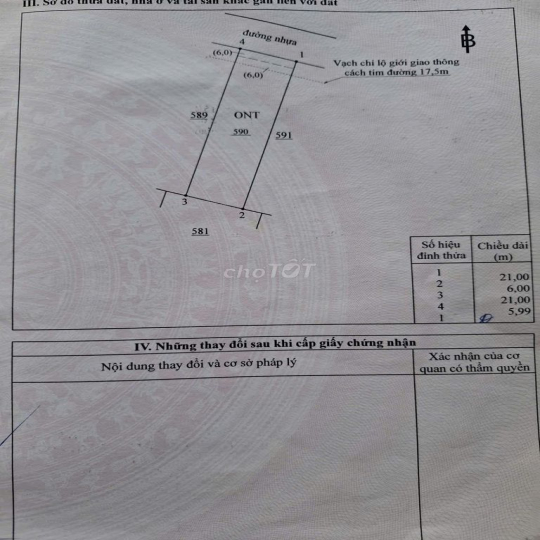 III. Sơ đồ thửa đất, nhà ở và tài sản khác gắn liền với đất
đường nhựa
4
1
(6,0)
(6,0)
B
Vạch chỉ lộ giới giao thông
cách tim đường 17,5m
589
ONT
590
591
3
2
581
chợTỐT
Số hiệu đỉnh thửa
Chiều dài (m)
1
21,00
2
6,00
3
21,00
4
5,99
1
IV. Những thay đổi sau khi cấp giấy chứng nhận
Nội dung thay đổi và cơ sở pháp lý
Xác nhận của cơ
quan có thẩm quyền